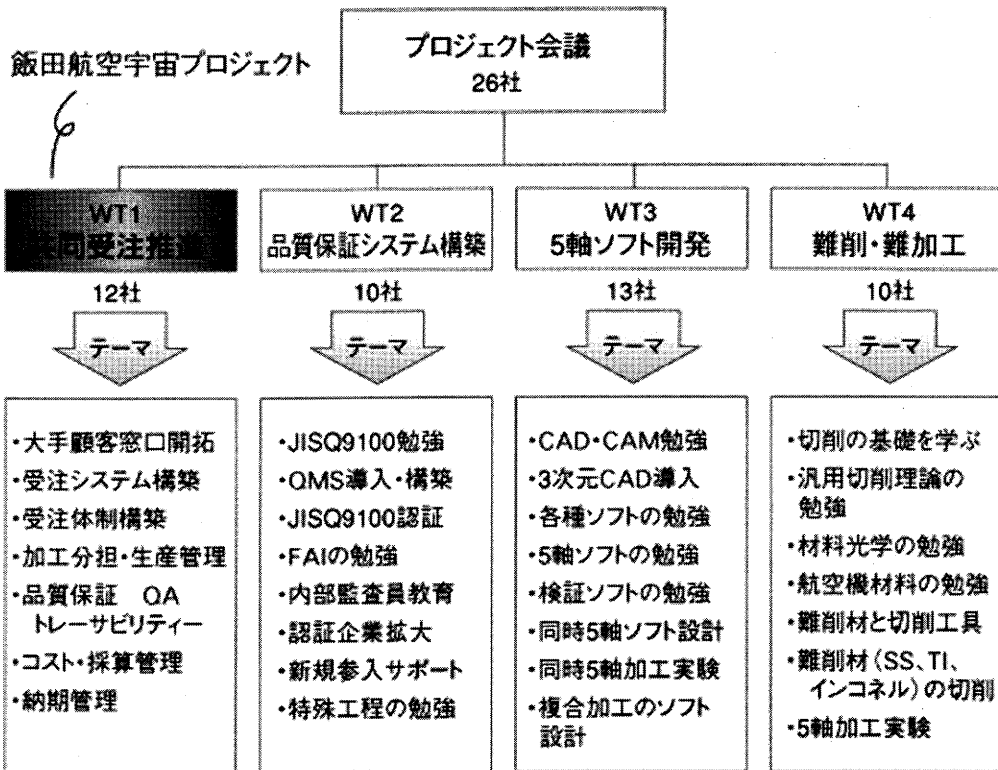 プロジェクト会議
26社
飯田航空宇宙プロジェクト
WT1
共同受注推進
12社
テーマ
・大手顧客窓口開拓
・受注システム構築
・受注体制構築
・加工分担・生産管理
・品質保証 QA
トレーサビリティー
・コスト・採算管理
・納期管理
WT2
品質保証システム構築
10社
テーマ
・JISQ9100勉強
・QMS導入・構築
・JISQ9100認証
・FAIの勉強
・内部監査員教育
・認証企業拡大
・新規参入サポート
・特殊工程の勉強
WT3
5軸ソフト開発
13社
テーマ
・CAD・CAM勉強
・3次元CAD導入
・各種ソフトの勉強
・5軸ソフトの勉強
・検証ソフトの勉強
・同時5軸ソフト設計
・同時5軸加工実験
・複合加工のソフト
設計
WT4
難削・難加工
10社
テーマ
・切削の基礎を学ぶ
・汎用切削理論の
勉強
・材料光学の勉強
・航空機材料の勉強
・難削材と切削工具
・難削材(SS、TI、
インコネル)の切削
・5軸加工実験